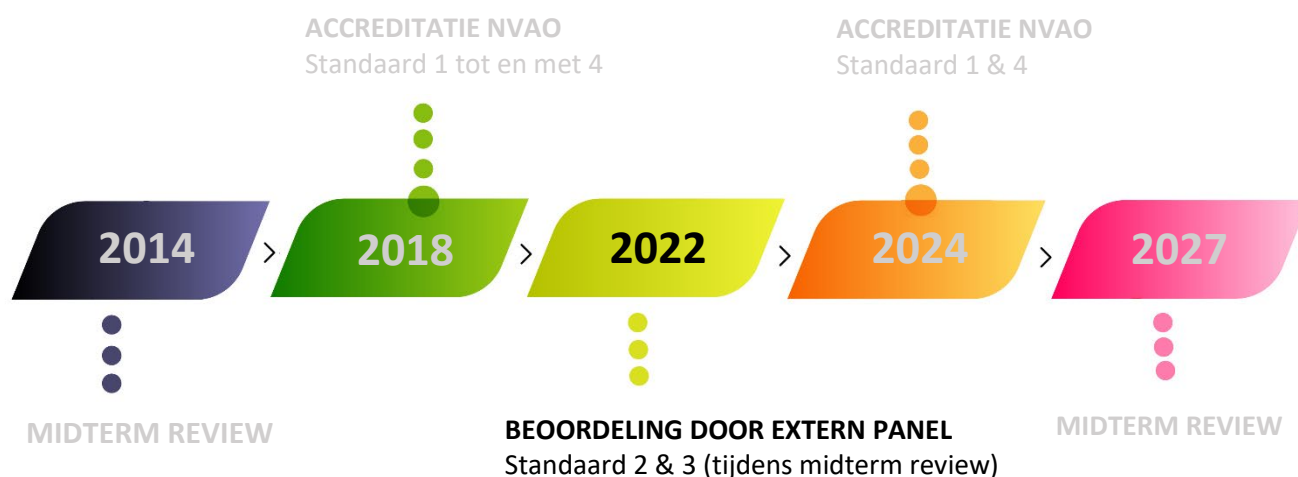 ACCREDITATIE NVAO
Standaard 1 tot en met 4
ACCREDITATIE NVAO
Standaard 1 & 4
2014
2018
2022
2024
2027
MIDTERM REVIEW
BEOORDELING DOOR EXTERN PANEL
Standaard 2 & 3 (tijdens midterm review)
MIDTERM REVIEW